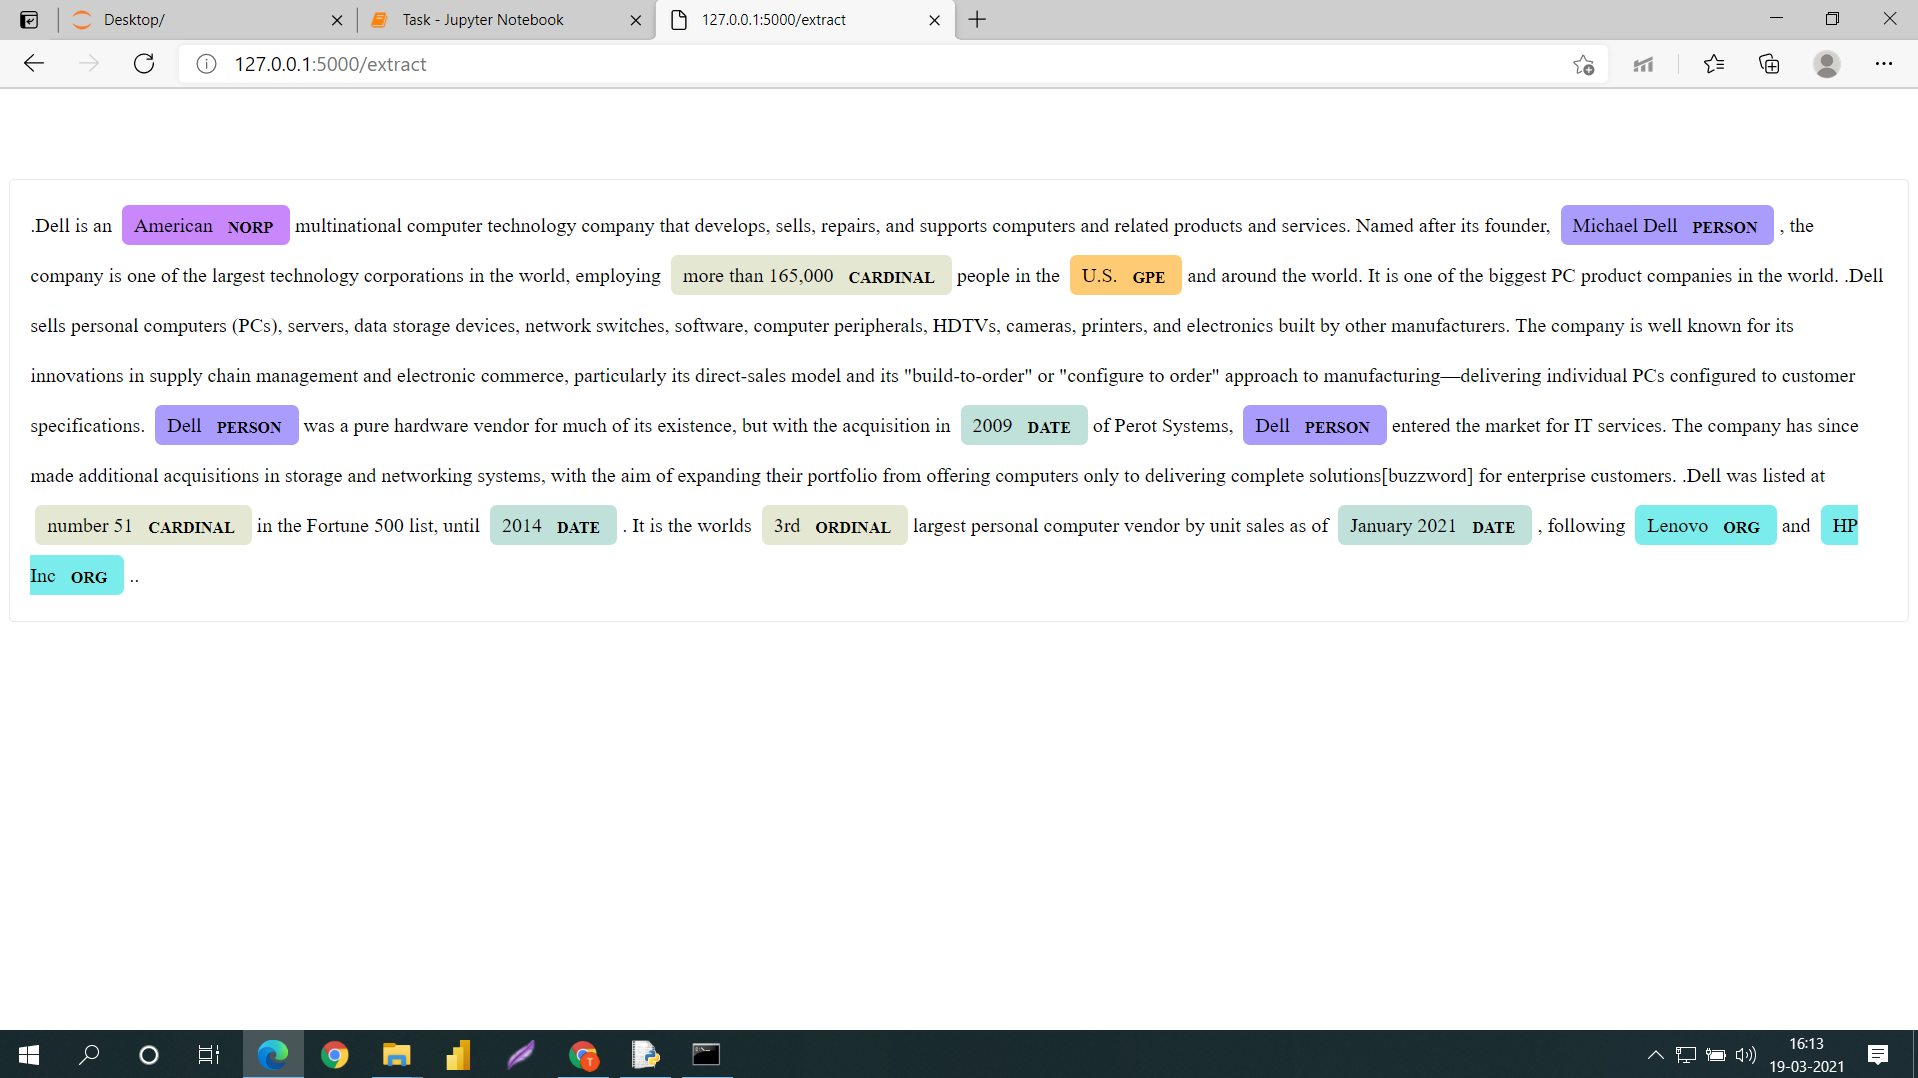 Desktop/
Task - Jupyter Notebook
127.0.0.1:5000/extract
127.0.0.1:5000/extract
.Dell is an American NORP multinational computer technology company that develops, sells, repairs, and supports computers and related products and services. Named after its founder, Michael Dell PERSON , the
company is one of the largest technology corporations in the world, employing more than 165,000 CARDINAL people in the U.S. GPE and around the world. It is one of the biggest PC product companies in the world. .Dell
sells personal computers (PCs), servers, data storage devices, network switches, software, computer peripherals, HDTVs, cameras, printers, and electronics built by other manufacturers. The company is well known for its
innovations in supply chain management and electronic commerce, particularly its direct-sales model and its "build-to-order" or "configure to order" approach to manufacturing—delivering individual PCs configured to customer
specifications. Dell PERSON was a pure hardware vendor for much of its existence, but with the acquisition in 2009 DATE of Perot Systems, Dell PERSON entered the market for IT services. The company has since
made additional acquisitions in storage and networking systems, with the aim of expanding their portfolio from offering computers only to delivering complete solutions[buzzword] for enterprise customers. .Dell was listed at
number 51 CARDINAL in the Fortune 500 list, until 2014 DATE . It is the worlds 3rd ORDINAL largest personal computer vendor by unit sales as of January 2021 DATE , following Lenovo ORG and HP
Inc ORG ..
T
16:13
19-03-2021